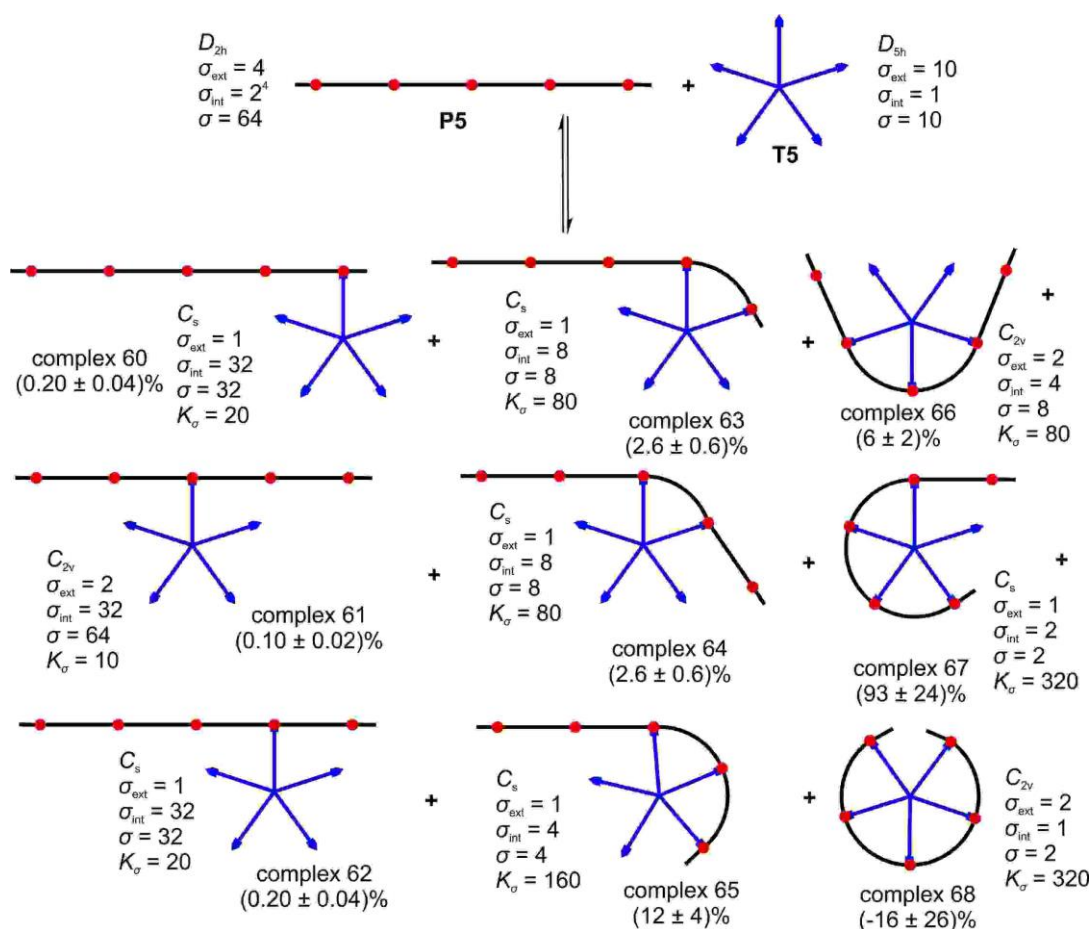 D2h
σext = 4
σint = 2⁴
σ = 64
P5
+
T5
D5h
σext = 10
σint = 1
σ = 10
complex 60
(0.20 ± 0.04)%
Cs
σext = 1
σint = 32
σ = 32
Kσ = 20
+
Cs
σext = 1
σint = 8
σ = 8
Kσ = 80
complex 63
(2.6 ± 0.6)%
+
complex 66
(6 ± 2)%
+
C2v
σext = 2
σint = 4
σ = 8
Kσ = 80
C2v
σext = 2
σint = 32
σ = 64
Kσ = 10
complex 61
(0.10 ± 0.02)%
+
Cs
σext = 1
σint = 8
σ = 8
Kσ = 80
complex 64
(2.6 ± 0.6)%
+
complex 67
(93 ± 24)%
+
Cs
σext = 1
σint = 2
σ = 2
Kσ = 320
Cs
σext = 1
σint = 32
σ = 32
Kσ = 20
complex 62
(0.20 ± 0.04)%
+
Cs
σext = 1
σint = 4
σ = 4
Kσ = 160
complex 65
(12 ± 4)%
+
complex 68
(-16 ± 26)%
C2v
σext = 2
σint = 1
σ = 2
Kσ = 320